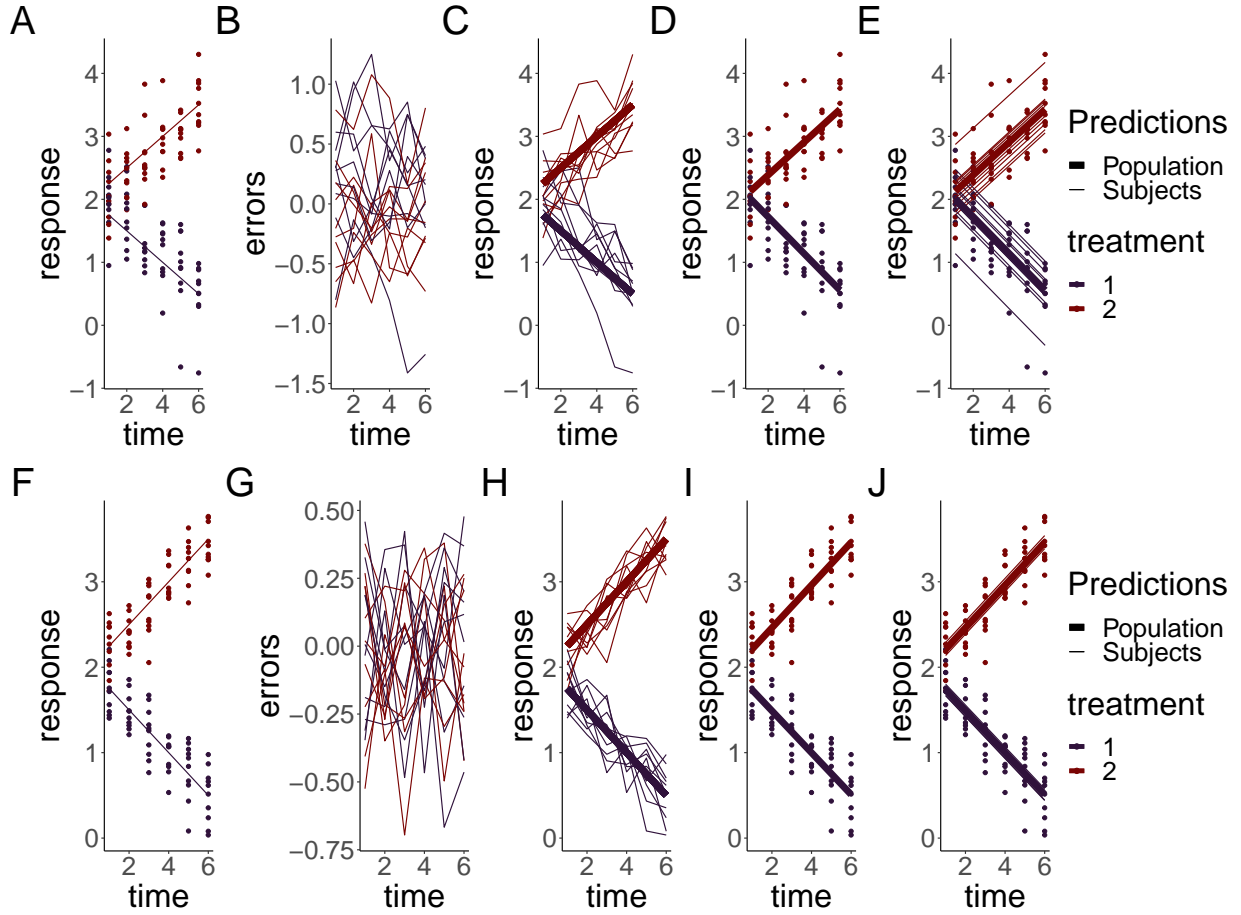 A B C D E
response
4
3
2
1
0
−1
2 4 6
time
errors
1.0
0.5
0.0
−0.5
−1.0
−1.5
2 4 6
time
response
4
3
2
1
0
−1
2 4 6
time
response
4
3
2
1
0
−1
2 4 6
time
response
4
3
2
1
0
−1
2 4 6
time
Predictions
Population
Subjects
treatment
1
2
F G H I J
response
3
2
1
0
2 4 6
time
errors
0.50
0.25
0.00
−0.25
−0.50
−0.75
2 4 6
time
response
3
2
1
0
2 4 6
time
response
3
2
1
0
2 4 6
time
response
3
2
1
0
2 4 6
time
Predictions
Population
Subjects
treatment
1
2